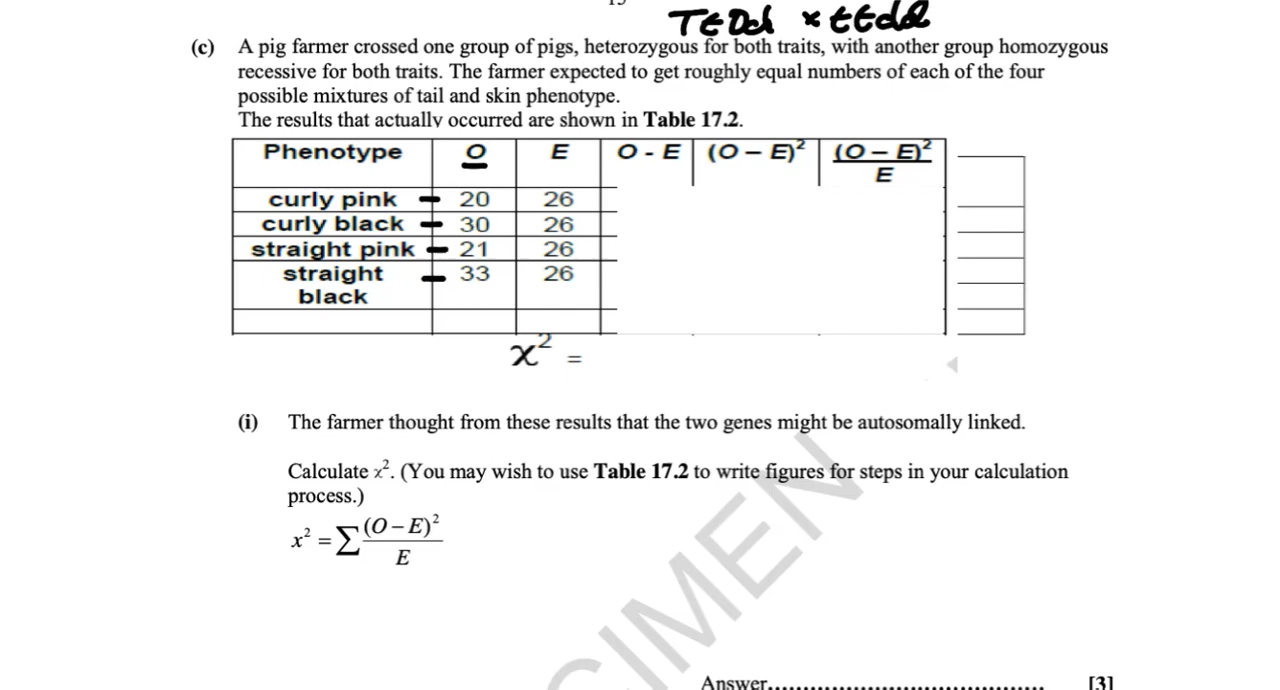 TtDd x ttdd
(c) A pig farmer crossed one group of pigs, heterozygous for both traits, with another group homozygous
recessive for both traits. The farmer expected to get roughly equal numbers of each of the four
possible mixtures of tail and skin phenotype.
The results that actually occurred are shown in Table 17.2.
Phenotype O E O - E (O – E)² (O – E)²
E
curly pink 20 26
curly black 30 26
straight pink 21 26
straight 33 26
black
x² =
(i) The farmer thought from these results that the two genes might be autosomally linked.
Calculate x². (You may wish to use Table 17.2 to write figures for steps in your calculation
process.)
x² = ∑ (O – E)²
E
CIMEN
Answer.......................................... [3]